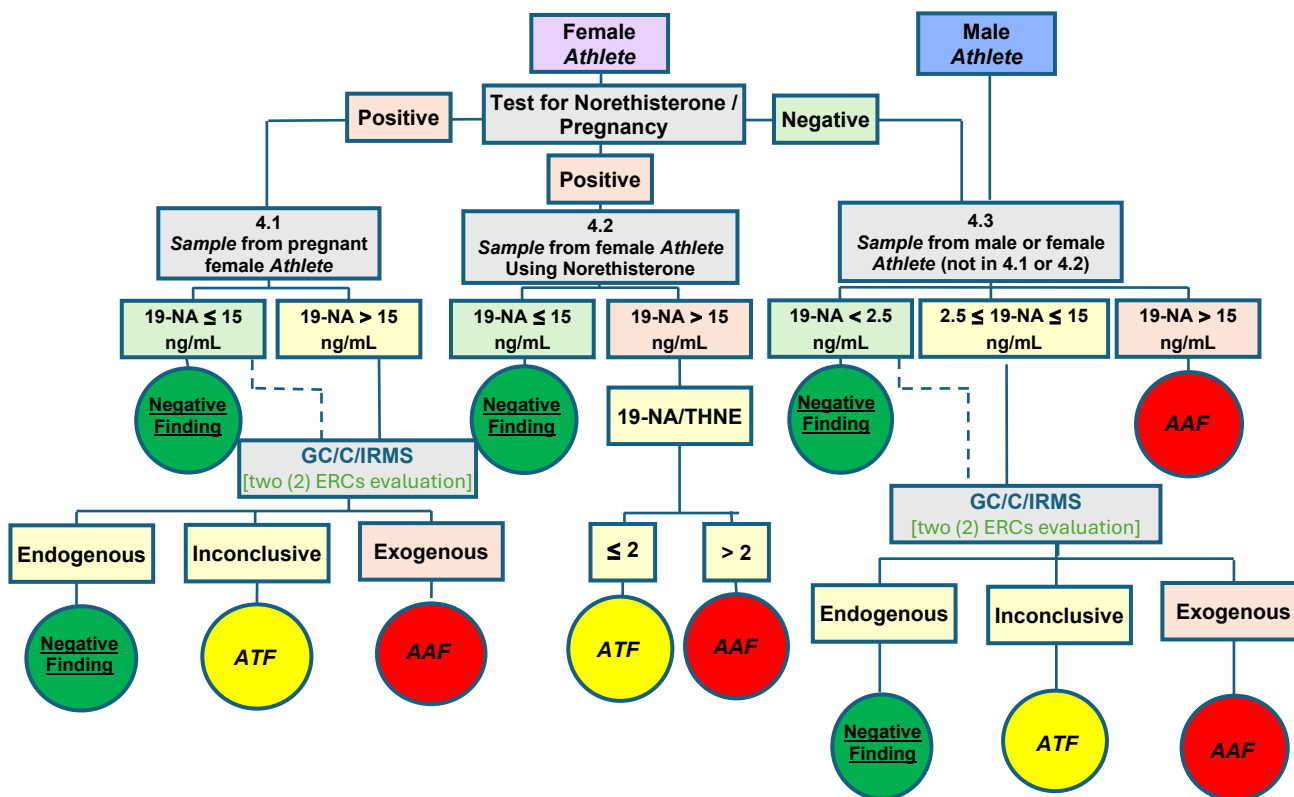 Female
Athlete
Male
Athlete
Test for Norethisterone /
Pregnancy
Positive
Negative
Positive
4.1
Sample from pregnant
female Athlete
4.2
Sample from female Athlete
Using Norethisterone
4.3
Sample from male or female
Athlete (not in 4.1 or 4.2)
19-NA ≤ 15
ng/mL
19-NA > 15
ng/mL
19-NA ≤ 15
ng/mL
19-NA > 15
ng/mL
19-NA < 2.5
ng/mL
2.5 ≤ 19-NA ≤ 15
ng/mL
19-NA > 15
ng/mL
Negative
Finding
Negative
Finding
19-NA/THNE
Negative
Finding
AAF
GC/C/IRMS
[two (2) ERCs evaluation]
GC/C/IRMS
[two (2) ERCs evaluation]
Endogenous
Inconclusive
Exogenous
≤ 2
> 2
Endogenous
Inconclusive
Exogenous
Negative
Finding
ATF
AAF
ATF
AAF
Negative
Finding
ATF
AAF